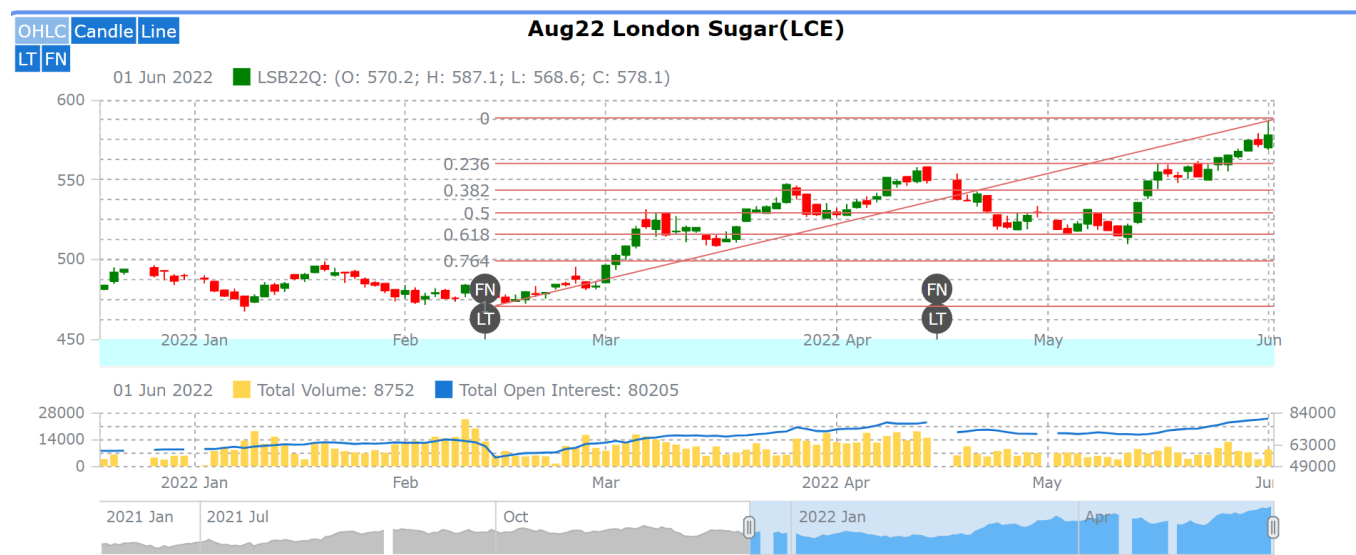 OHLC Candle Line
LT FN
Aug22 London Sugar(LCE)
01 Jun 2022 LSB22Q: (O: 570.2; H: 587.1; L: 568.6; C: 578.1)
600
550
500
450
0
0.236
0.382
0.5
0.618
0.764
FN FN
LT LT
2022 Jan Feb Mar 2022 Apr May Jun
01 Jun 2022 Total Volume: 8752 Total Open Interest: 80205
28000 84000
14000 63000
0 49000
2022 Jan Feb Mar 2022 Apr May Ju
2021 Jan 2021 Jul Oct 2022 Jan Apr